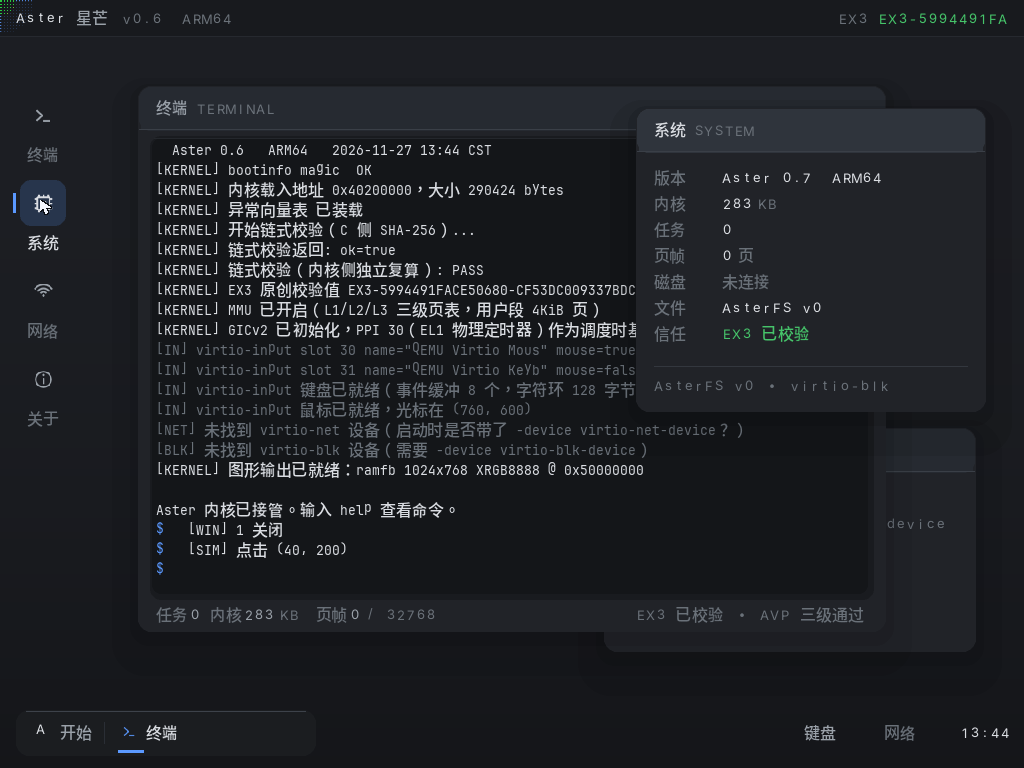 Aster 星芒 v0.6 ARM64
EX3 EX3-5994491FA
终端
系统
网络
关于
终端 TERMINAL
Aster 0.6 ARM64 2026-11-27 13:44 CST
[KERNEL] bootinfo magic OK
[KERNEL] 内核载入地址 0x40200000，大小 290424 bytes
[KERNEL] 异常向量表 已装载
[KERNEL] 开始链式校验(C 侧 SHA-256)...
[KERNEL] 链式校验返回: ok=true
[KERNEL] 链式校验(内核侧独立复算): PASS
[KERNEL] EX3 原创校验值 EX3-5994491FACE50680-CF53DC009337BDC
[KERNEL] MMU 已开启(L1/L2/L3 三级页表，用户段 4KiB 页)
[KERNEL] GICv2 已初始化，PPI 30(EL1 物理定时器)作为调度时基
[IN] virtio-input slot 30 name="QEMU Virtio Mous" mouse=true
[IN] virtio-input slot 31 name="QEMU Virtio Keyb" mouse=fals
[IN] virtio-input 键盘已就绪(事件缓冲 8 个，字符环 128 字节
[IN] virtio-input 鼠标已就绪，光标在 (760, 600)
[NET] 未找到 virtio-net 设备(启动时是否带了 -device virtio-net-device？)
[BLK] 未找到 virtio-blk 设备(需要 -device virtio-blk-device)
[KERNEL] 图形输出已就绪：ramfb 1024x768 XRGB8888 @ 0x50000000
Aster 内核已接管。输入 help 查看命令。
$ [WIN] 1 关闭
$ [SIM] 点击 (40, 200)
$
任务 0 内核 283 KB 页帧 0 / 32768
EX3 已校验 • AVP 三级通过
系统 SYSTEM
版本 Aster 0.7 ARM64
内核 283 KB
任务 0
页帧 0 页
磁盘 未连接
文件 AsterFS v0
信任 EX3 已校验
AsterFS v0 • virtio-blk
device
A 开始 终端
键盘 网络 13:44